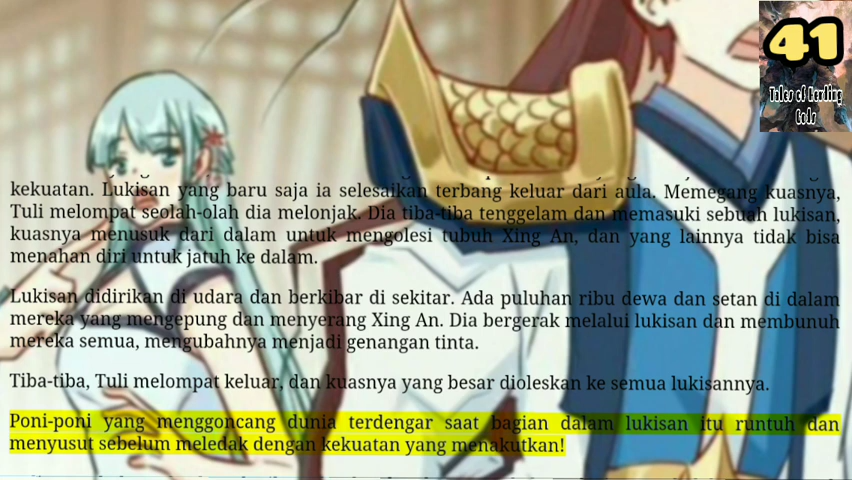 41
Tales of Herding
Gods
kekuatan. Lukisan yang baru saja ia selesaikan terbang keluar dari aula. Memegang kuasnya,
Tuli melompat seolah-olah dia melonjak. Dia tiba-tiba tenggelam dan memasuki sebuah lukisan,
kuasnya menusuk dari dalam untuk mengolesi tubuh Xing An, dan yang lainnya tidak bisa
menahan diri untuk jatuh ke dalam.
Lukisan didirikan di udara dan berkibar di sekitar. Ada puluhan ribu dewa dan setan di dalam
mereka yang mengepung dan menyerang Xing An. Dia bergerak melalui lukisan dan membunuh
mereka semua, mengubahnya menjadi genangan tinta.
Tiba-tiba, Tuli melompat keluar, dan kuasnya yang besar dioleskan ke semua lukisannya.
Poni-poni yang menggoncang dunia terdengar saat bagian dalam lukisan itu runtuh dan
menyusut sebelum meledak dengan kekuatan yang menakutkan!